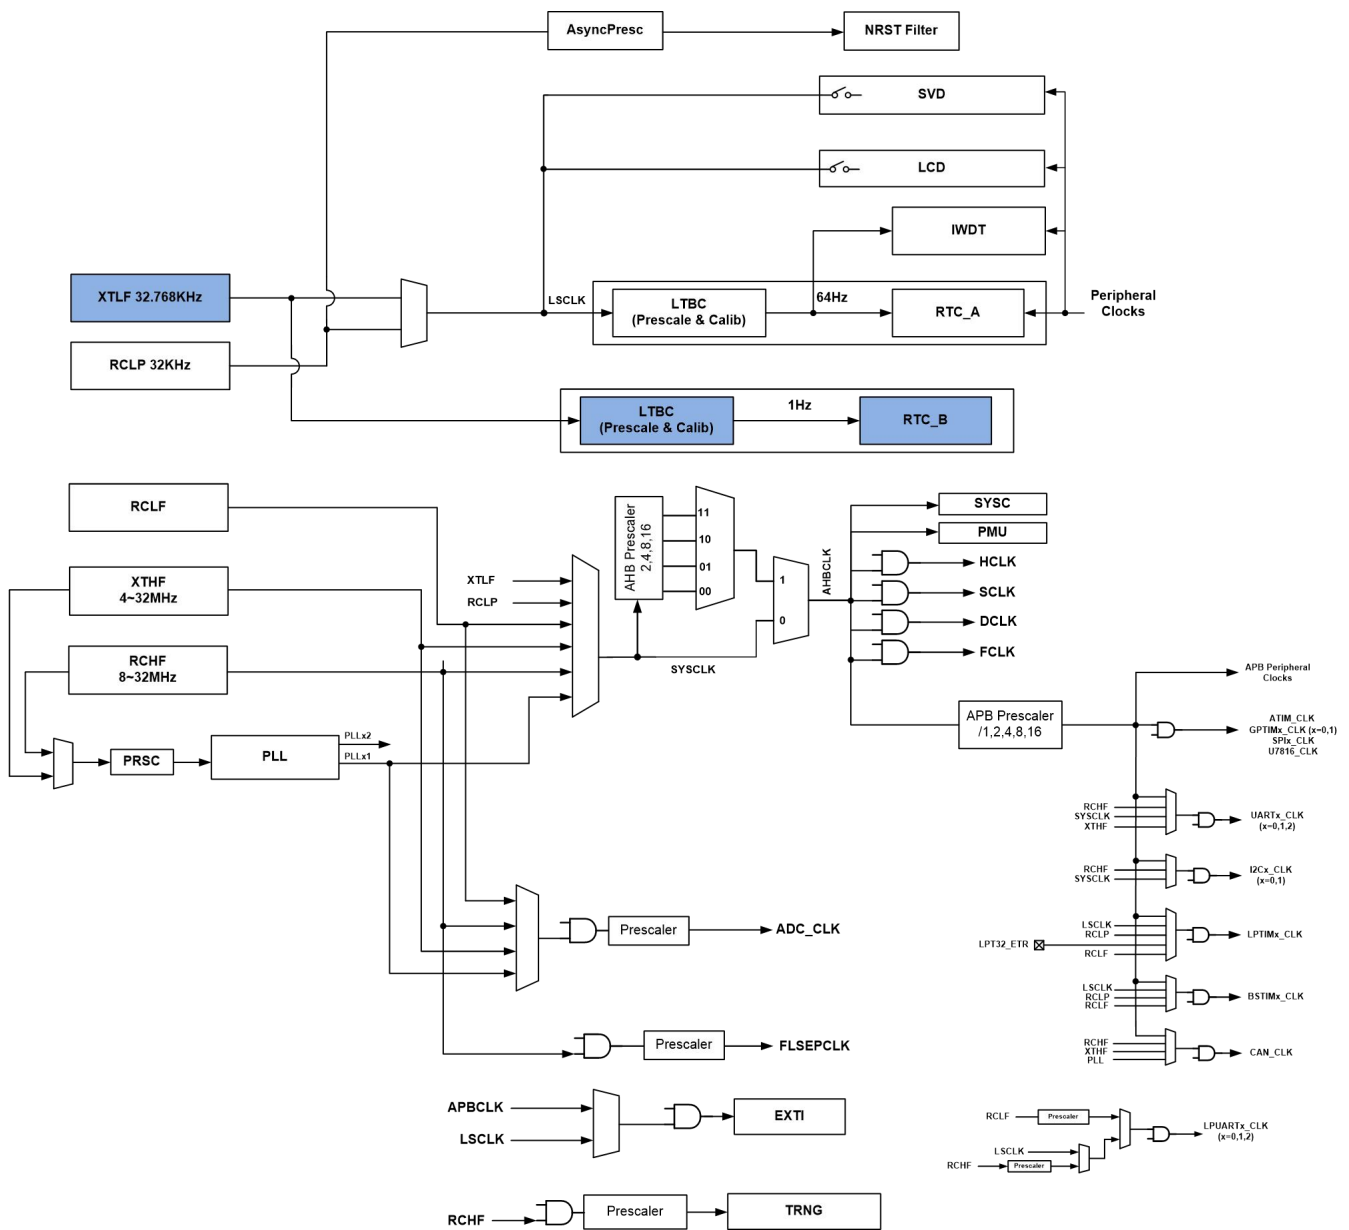 AsyncPresc
NRST Filter
SVD
LCD
IWDT
XTLF 32.768KHz
LSCLK
LTBC
(Prescale & Calib)
64Hz
RTC_A
Peripheral
Clocks
RCLP 32KHz
LTBC
(Prescale & Calib)
1Hz
RTC_B
RCLF
XTHF
4~32MHz
RCHF
8~32MHz
PRSC
PLL
PLLx2
PLLx1
XTLF
RCLP
AHB Prescaler
2,4,8,16
11
10
01
00
1
0
SYSCLK
AHBCLK
SYSC
PMU
HCLK
SCLK
DCLK
FCLK
APB Prescaler
/1,2,4,8,16
APB Peripheral
Clocks
ATIM_CLK
GPTIMx_CLK (x=0,1)
SPIx_CLK
U7816_CLK
RCHF
SYSCLK
XTHF
UARTx_CLK
(x=0,1,2)
RCHF
SYSCLK
I2Cx_CLK
(x=0,1)
LSCLK
RCLP
LPT32_ETR
RCLF
LPTIMx_CLK
LSCLK
RCLP
RCLF
BSTIMx_CLK
RCHF
XTHF
PLL
CAN_CLK
Prescaler
ADC_CLK
Prescaler
FLSEPCLK
APBCLK
LSCLK
EXTI
RCLF
Prescaler
LSCLK
RCHF
Prescaler
LPUARTx_CLK
(x=0,1,2)
RCHF
Prescaler
TRNG